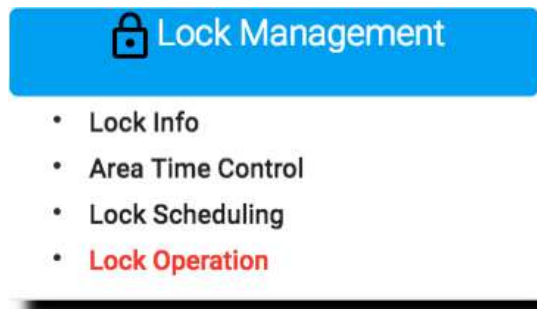 Lock Management
Lock Info
Area Time Control
Lock Scheduling
Lock Operation